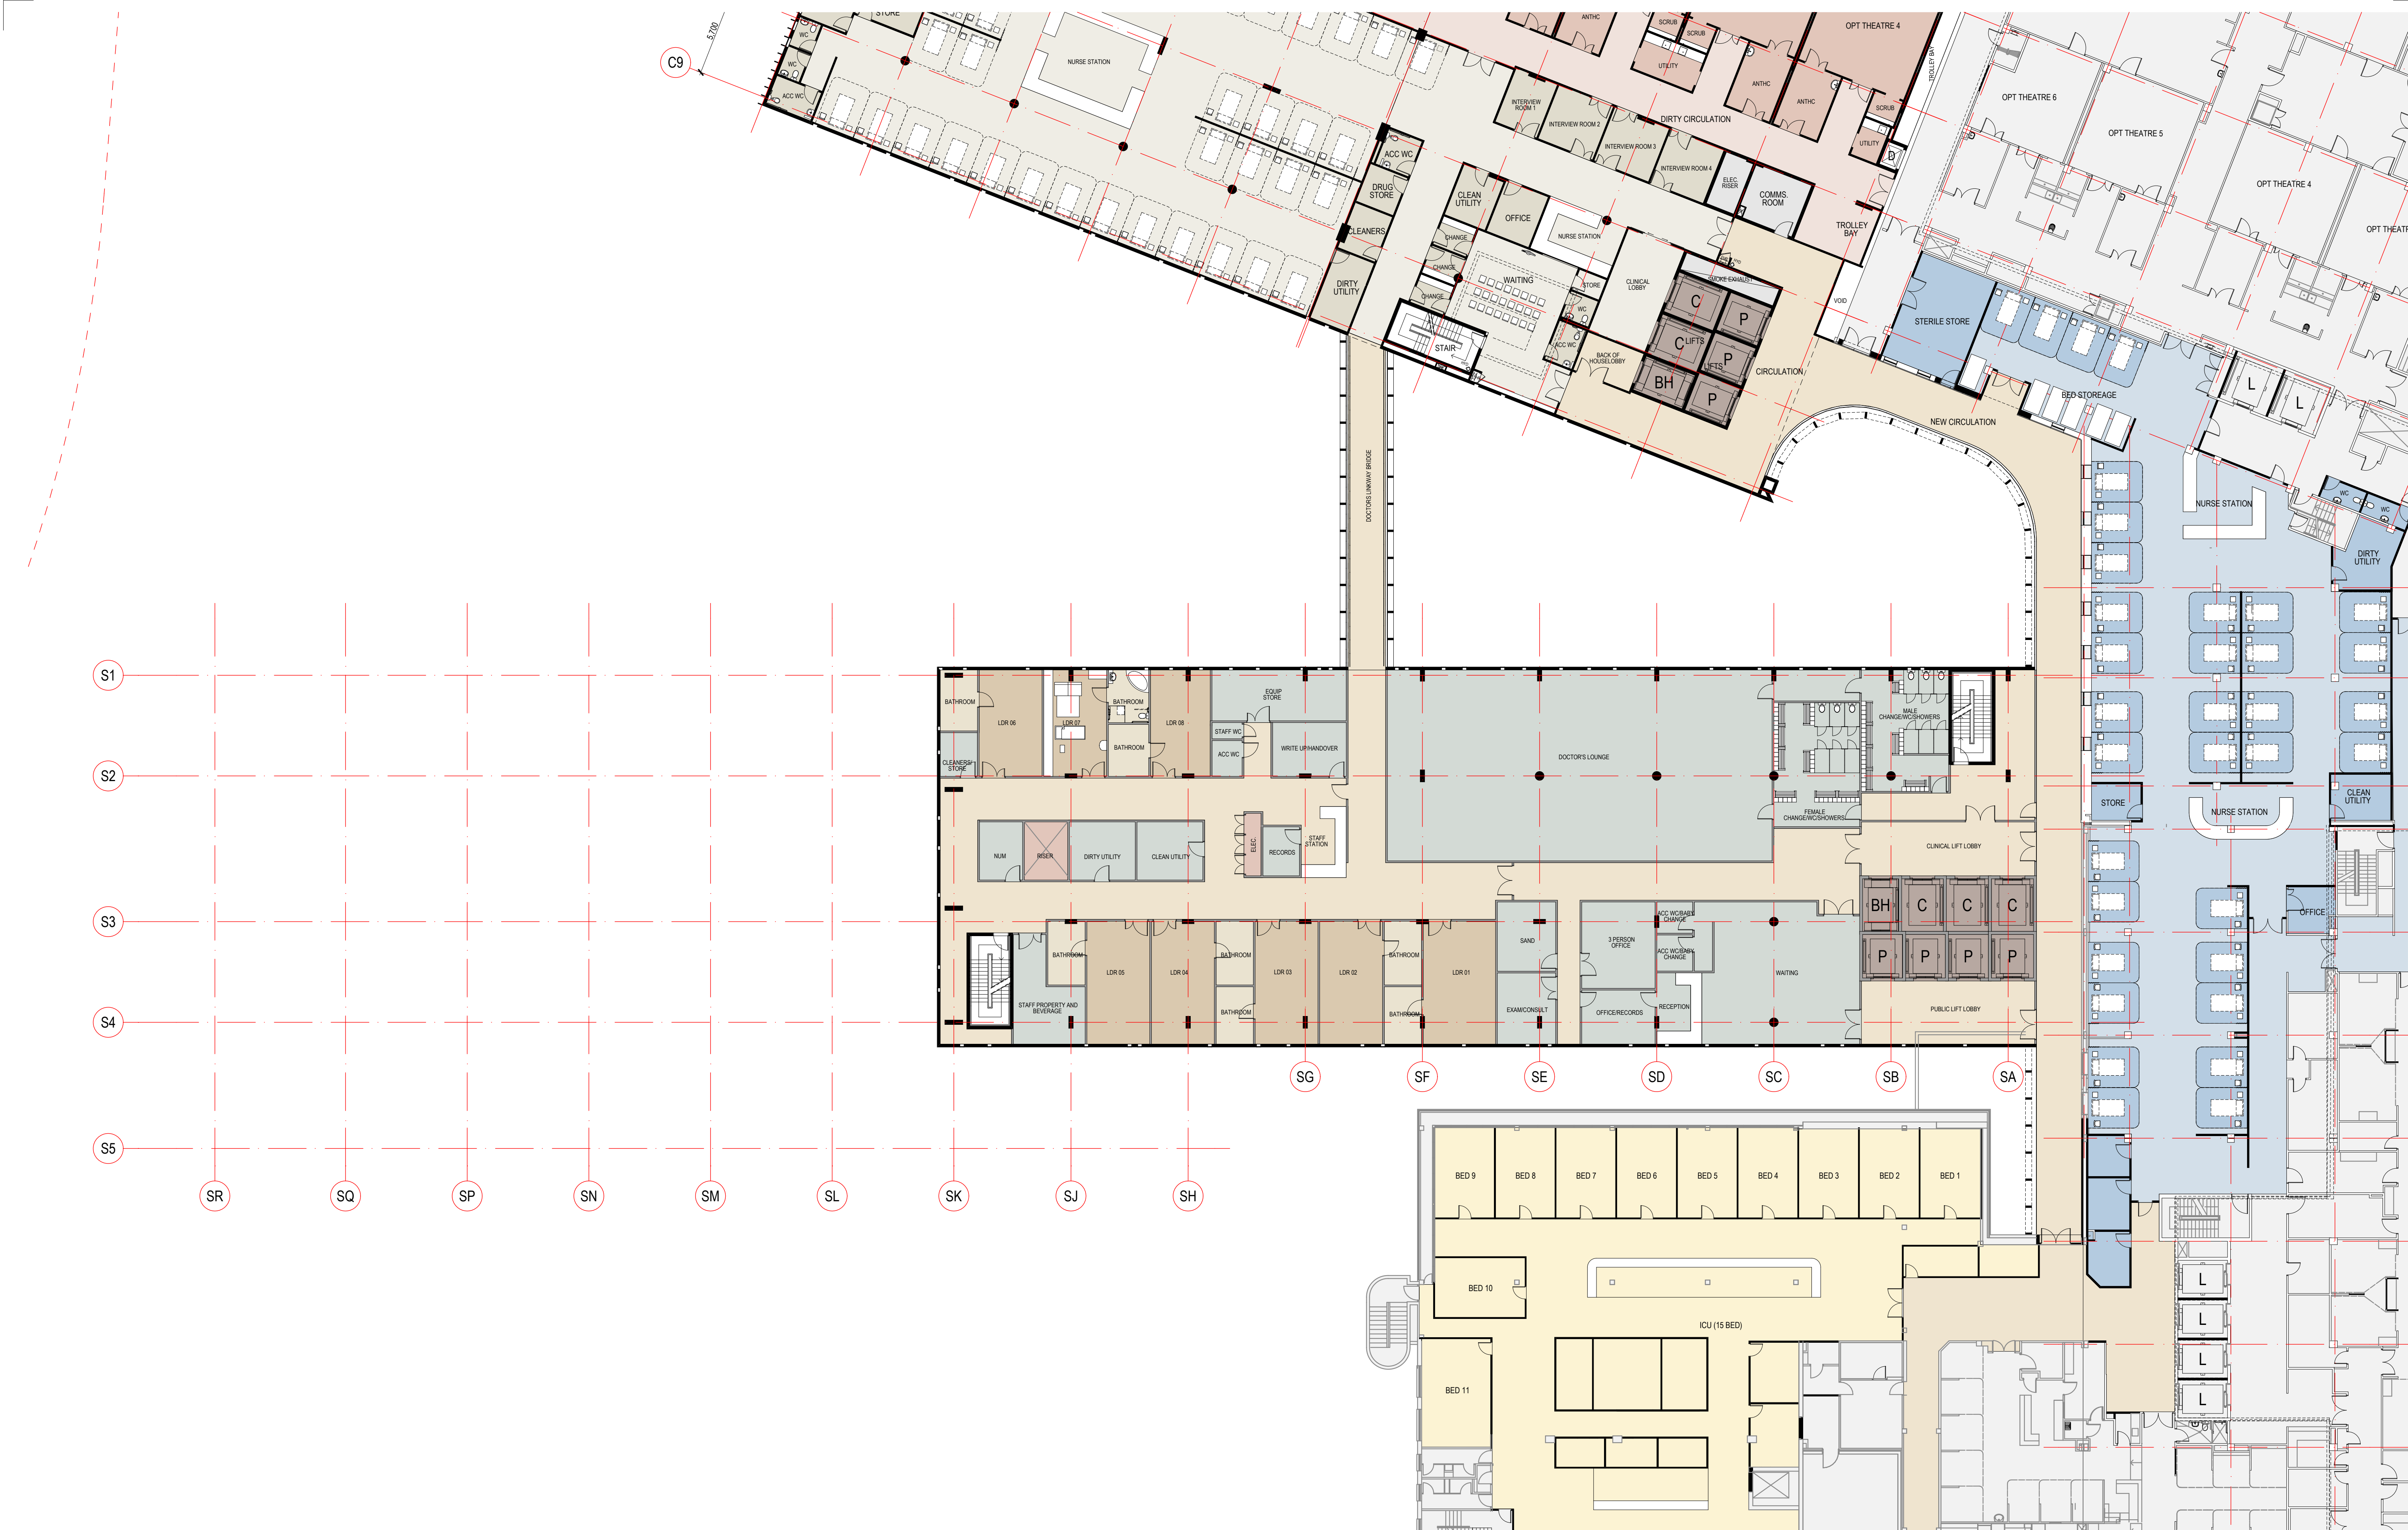 STORE
ANTHC
SCRUB
SCRUB
OPT THEATRE 4
5,700
C9
WC
WC
ACC WC
NURSE STATION
UTILITY
ANTHC
ANTHC
SCRUB
UTILITY
D
TROLLEY BAY
OPT THEATRE 6
OPT THEATRE 5
OPT THEATRE 4
OPT THEAT
INTERVIEW
ROOM 1
INTERVIEW ROOM 2
INTERVIEW ROOM 3
INTERVIEW ROOM 4
DIRTY CIRCULATION
ELEC.
RISER
COMMS.
ROOM
TROLLEY
BAY
ACC WC
DRUG
STORE
CLEANERS
DIRTY
UTILITY
CLEAN
UTILITY
OFFICE
NURSE STATION
CHANGE
CHANGE
CHANGE
WAITING
STORE
WC
ACC WC
CLINICAL
LOBBY
SMOKE EXHAUST
STAIR
BACK OF
HOUSELOBBY
C
P
C
LIFTS
P
LIFTS
BH
P
CIRCULATION
VOID
STERILE STORE
NEW CIRCULATION
BED STOREAGE
L
L
NURSE STATION
WC
WC
DIRTY
UTILITY
DOCTORS LINKWAY BRIDGE
S1
S2
S3
S4
S5
BATHROOM
LDR 06
LDR 07
BATHROOM
BATHROOM
LDR 08
EQUIP
STORE
STAFF WC
ACC WC
WRITE UP/HANDOVER
CLEANERS/
STORE
DOCTOR'S LOUNGE
MALE
CHANGE/WC/SHOWERS
FEMALE
CHANGE/WC/SHOWERS
STORE
NURSE STATION
CLEAN
UTILITY
NUM
RISER
DIRTY UTILITY
CLEAN UTILITY
ELEC.
RECORDS
STAFF
STATION
CLINICAL LIFT LOBBY
BH
C
C
C
P
P
P
P
OFFICE
BATHROOM
LDR 05
LDR 04
BATHROOM
LDR 03
LDR 02
BATHROOM
LDR 01
SAND
3 PERSON
OFFICE
ACC WC/BABY
CHANGE
ACC WC/BABY
CHANGE
WAITING
STAFF PROPERTY AND
BEVERAGE
BATHROOM
BATHROOM
EXAM/CONSULT
OFFICE/RECORDS
RECEPTION
PUBLIC LIFT LOBBY
SG
SF
SE
SD
SC
SB
SA
SR
SQ
SP
SN
SM
SL
SK
SJ
SH
BED 9
BED 8
BED 7
BED 6
BED 5
BED 4
BED 3
BED 2
BED 1
BED 10
ICU (15 BED)
BED 11
L
L
L
L